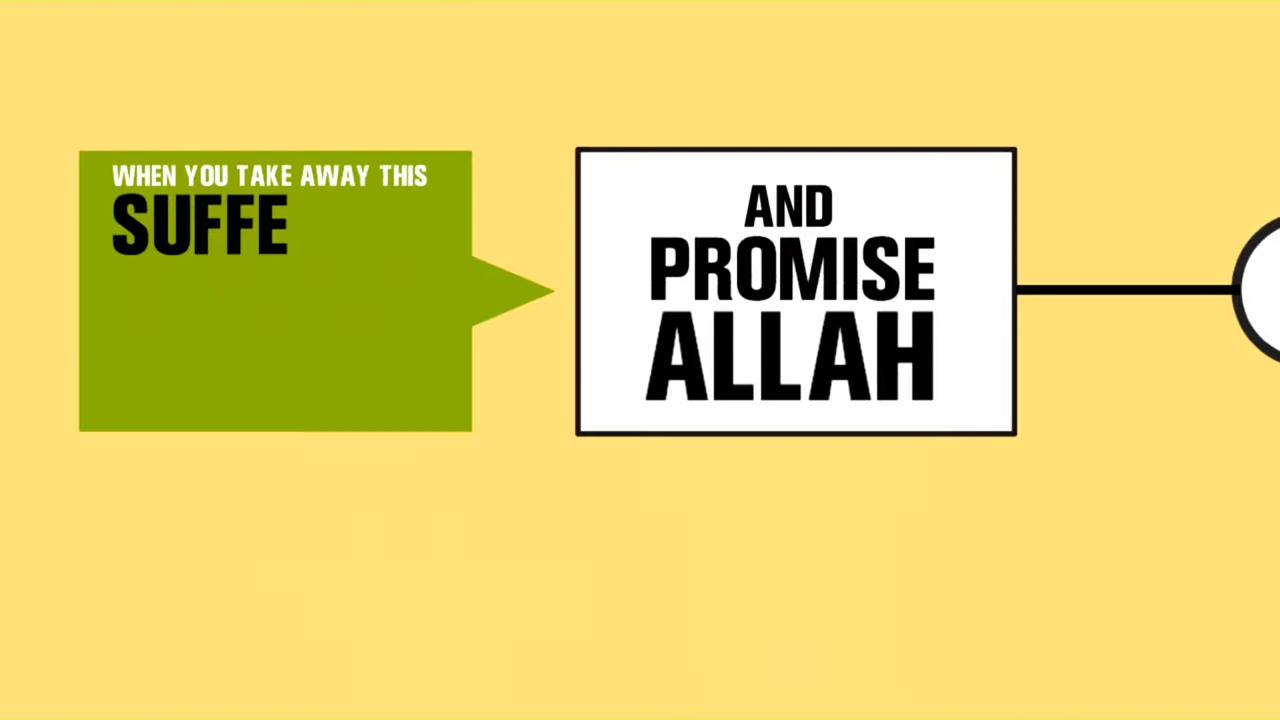 WHEN YOU TAKE AWAY THIS
SUFFE
AND
PROMISE
ALLAH